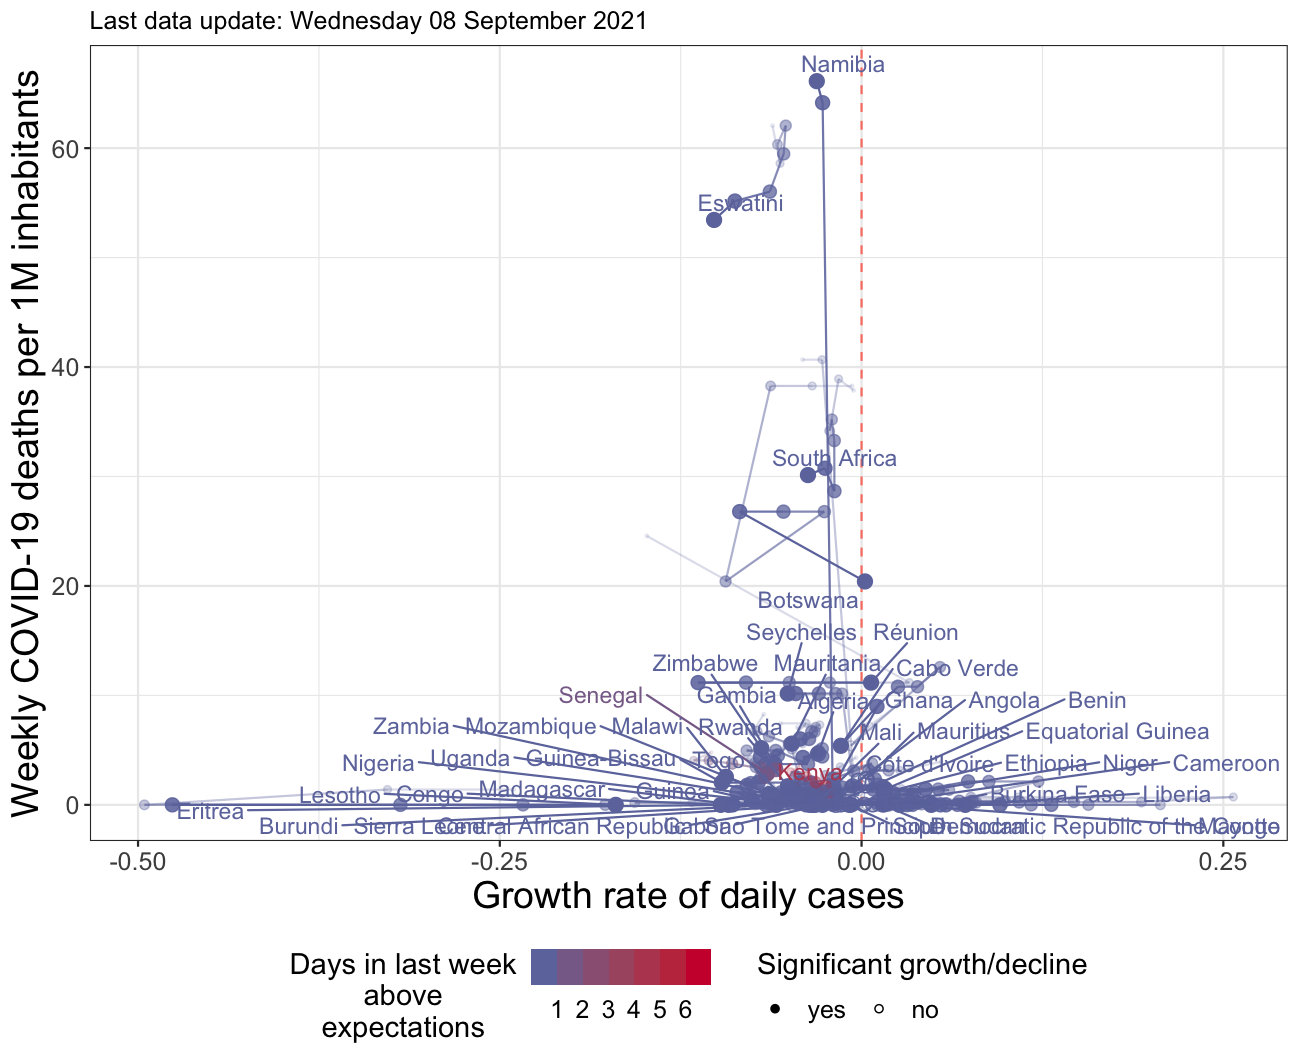 Last data update: Wednesday 08 September 2021
Weekly COVID-19 deaths per 1M inhabitants
60
40
20
0
Namibia
Eswatini
South Africa
Botswana
Seychelles Réunion
Zimbabwe Mauritania Cabo Verde
Senegal Gambia Algeria Ghana Angola Benin
Zambia Mozambique Malawi Rwanda Mali Mauritius Equatorial Guinea
Nigeria Uganda Guinea-Bissau Togo Kenya Côte d'Ivoire Ethiopia Niger Cameroon
Lesotho Congo Madagascar Guinea Burkina Faso Liberia
Eritrea
Burundi Sierra Leone Central African Republic Gabon Sao Tome and Principe South Sudan Democratic Republic of the Congo Mayotte
-0.50 -0.25 0.00 0.25
Growth rate of daily cases
Days in last week
above
expectations
1 2 3 4 5 6
Significant growth/decline
yes no